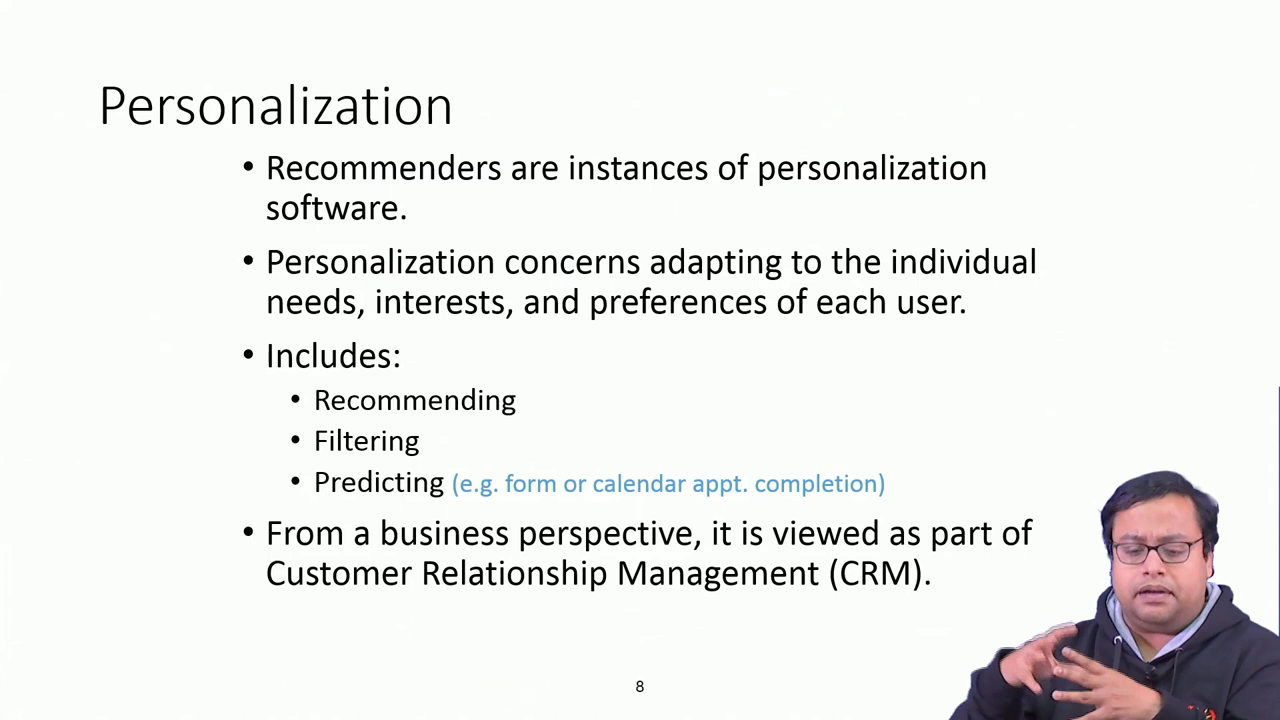 Personalization
• Recommenders are instances of personalization
software.
• Personalization concerns adapting to the individual
needs, interests, and preferences of each user.
• Includes:
• Recommending
• Filtering
• Predicting (e.g. form or calendar appt. completion)
• From a business perspective, it is viewed as part of
Customer Relationship Management (CRM).
8